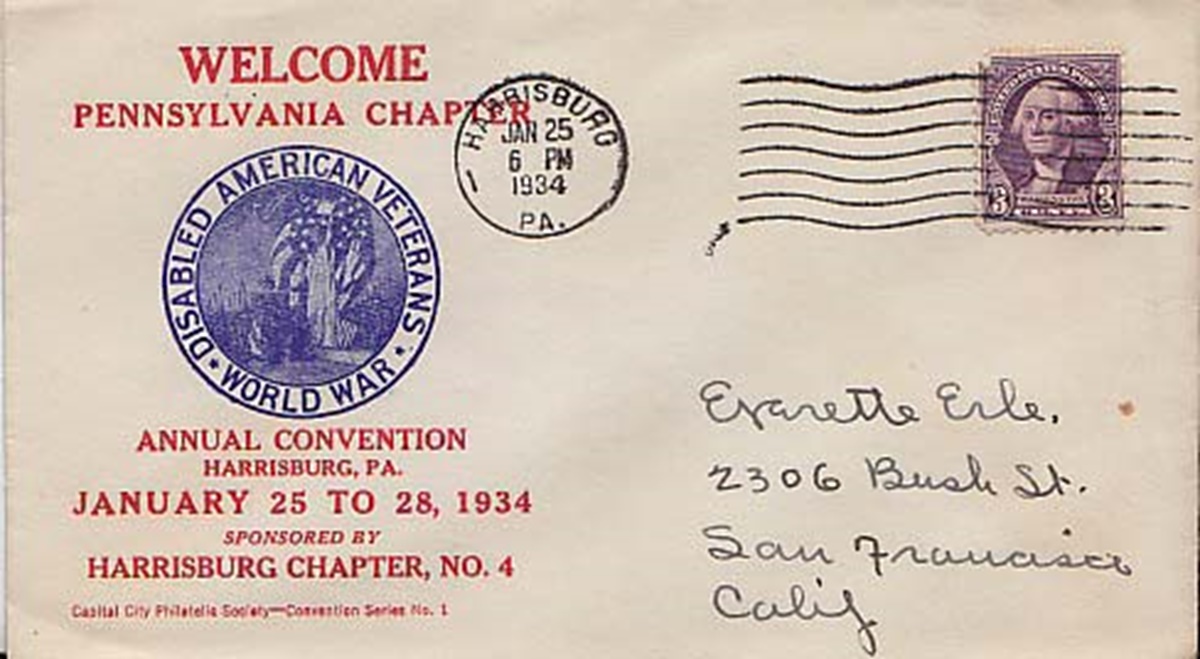 WELCOME
PENNSYLVANIA CHAPTER
DISABLED AMERICAN VETERANS
WORLD WAR
ANNUAL CONVENTION
HARRISBURG, PA.
JANUARY 25 TO 28, 1934
SPONSORED BY
HARRISBURG CHAPTER, NO. 4
Capital City Philatelic Society—Convention Series No. 1
HARRISBURG
JAN 25
6 PM
1934
PA.
3 3
Evarette Erle,
2306 Bush St.
San Francisco
Calif